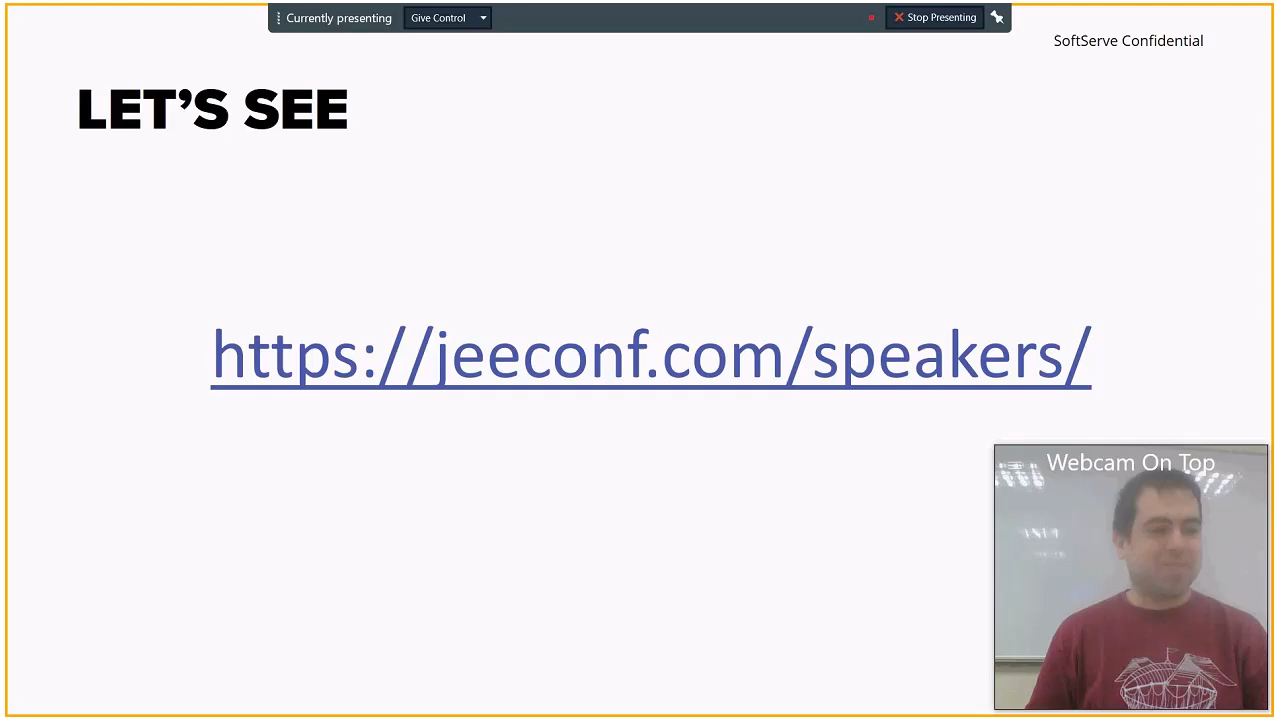 Currently presenting
Give Control
Stop Presenting
SoftServe Confidential
LET’S SEE
https://jeeconf.com/speakers/
Webcam On Top